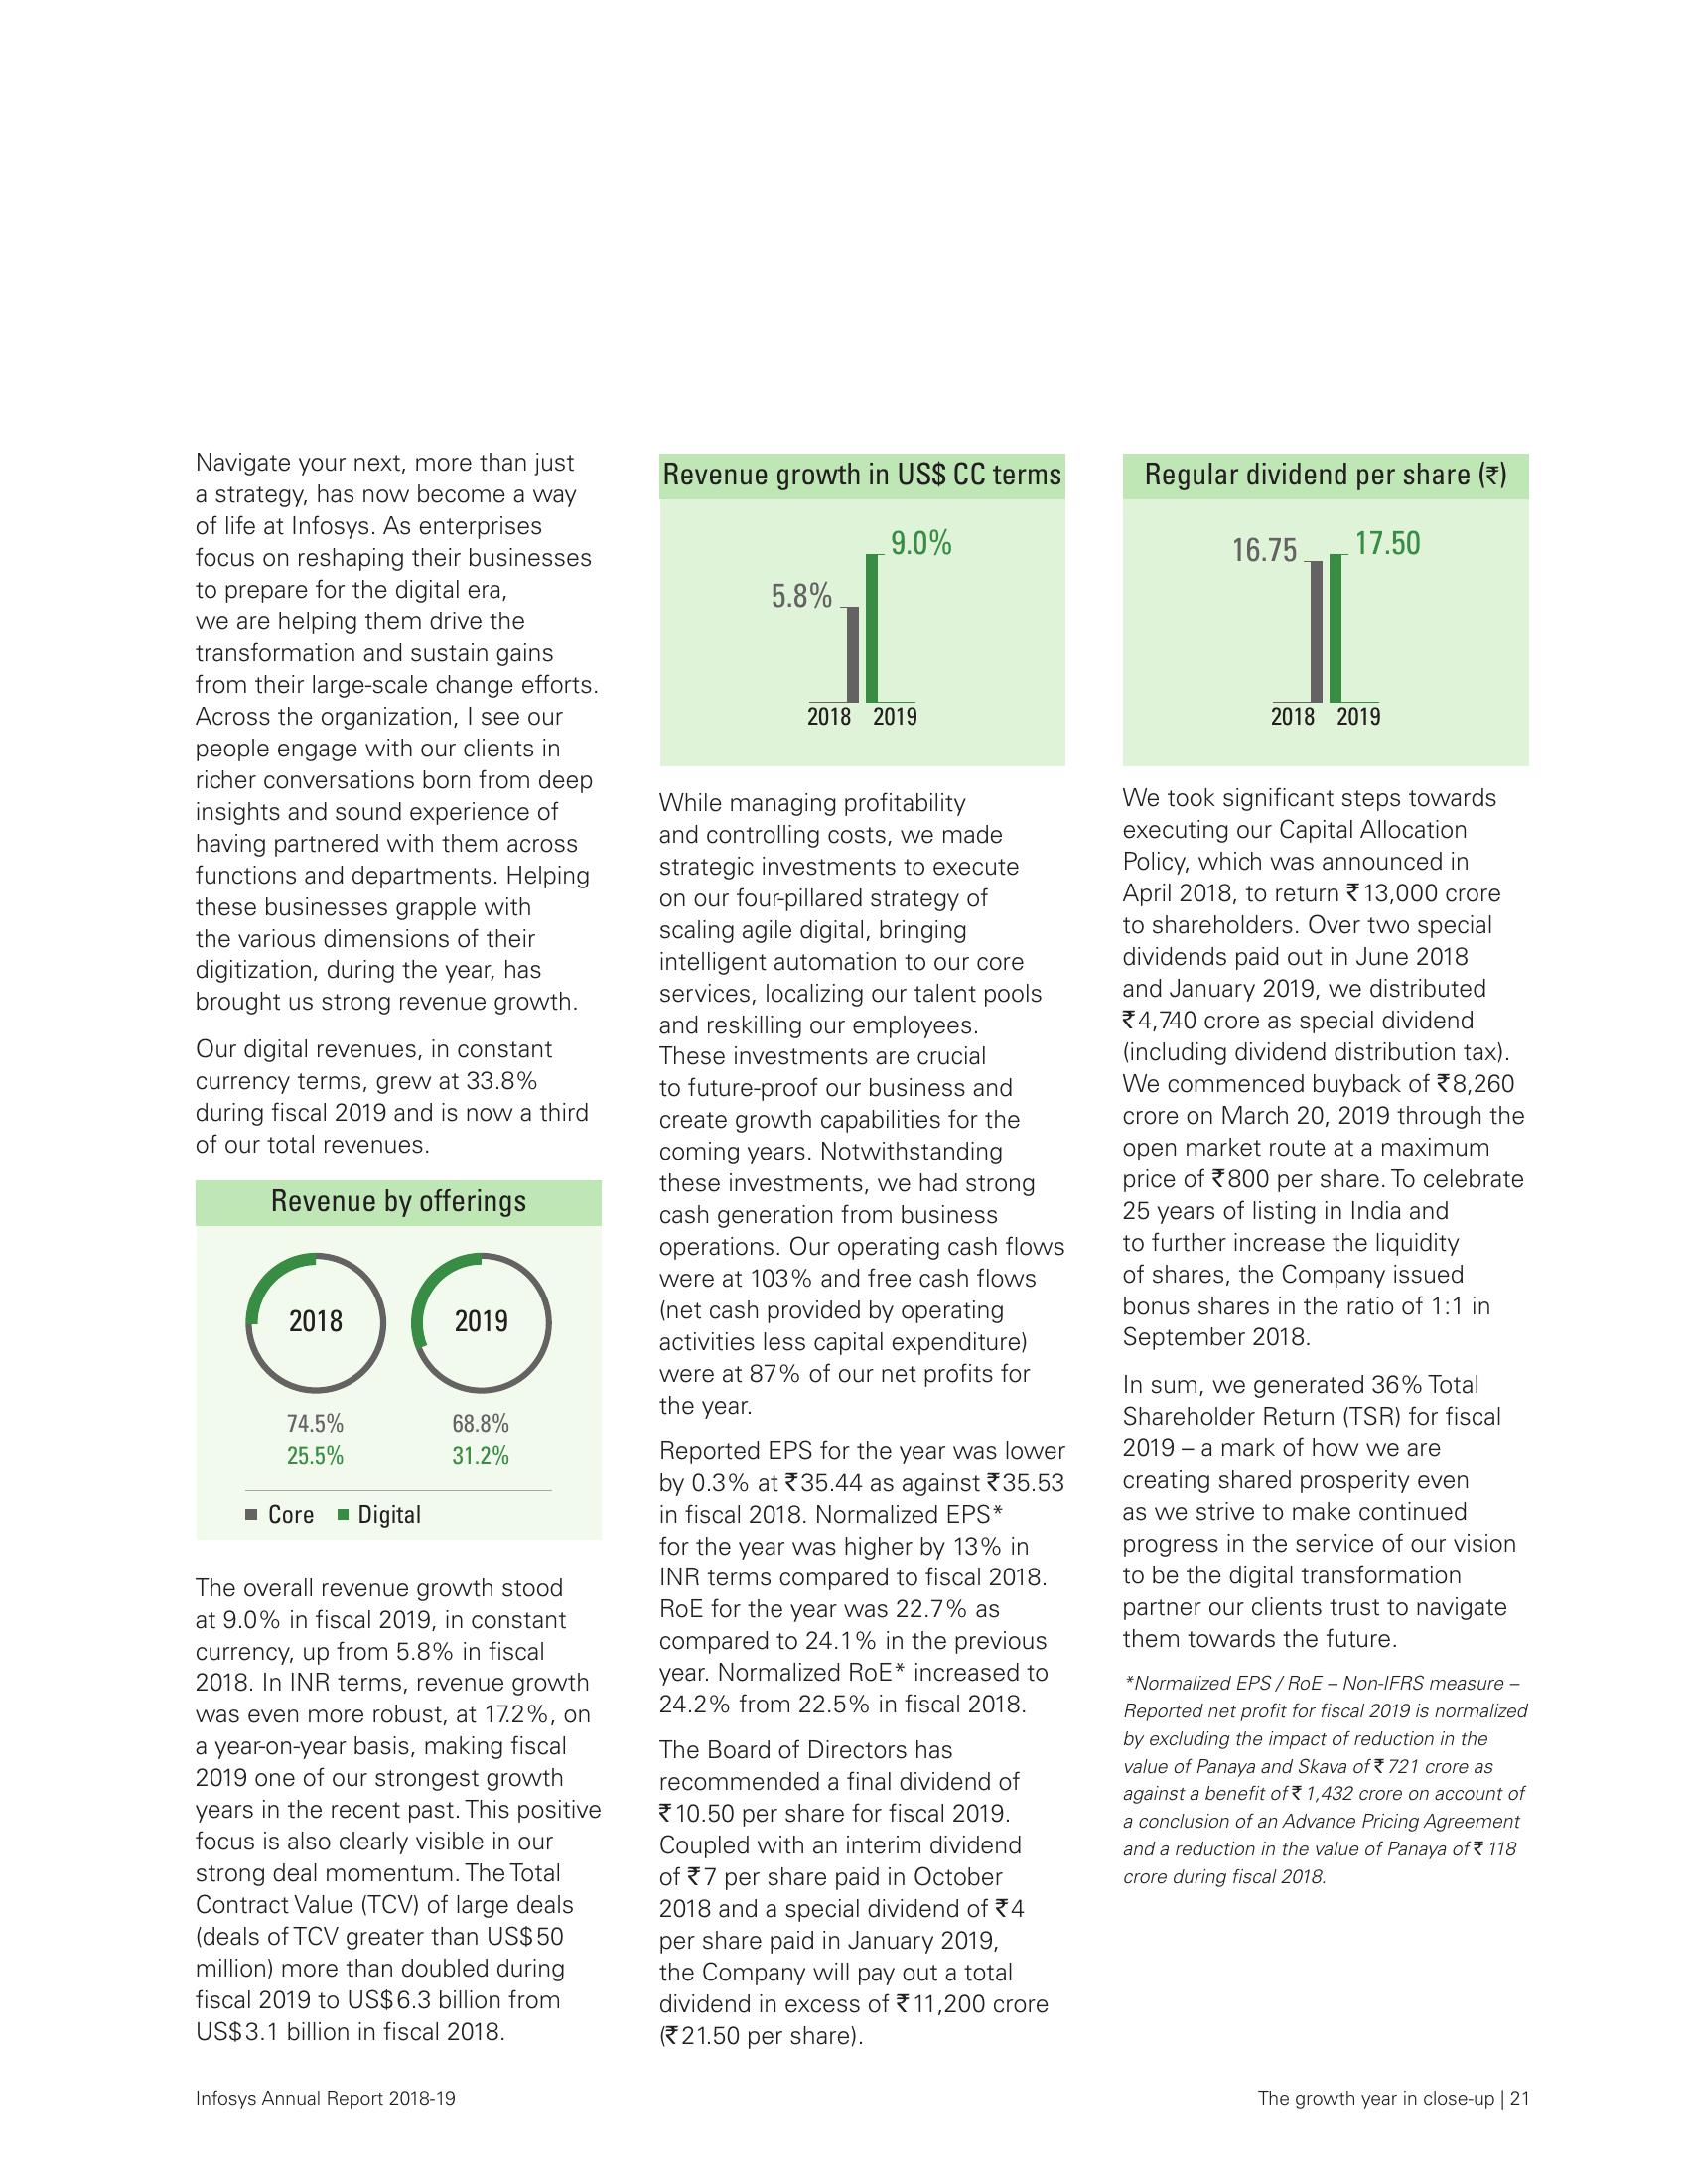 Navigate your next, more than just
a strategy, has now become a way
of life at Infosys. As enterprises
focus on reshaping their businesses
to prepare for the digital era,
we are helping them drive the
transformation and sustain gains
from their large-scale change efforts.
Across the organization, I see our
people engage with our clients in
richer conversations born from deep
insights and sound experience of
having partnered with them across
functions and departments. Helping
these businesses grapple with
the various dimensions of their
digitization, during the year, has
brought us strong revenue growth.
Our digital revenues, in constant
currency terms, grew at 33.8%
during fiscal 2019 and is now a third
of our total revenues.
Revenue by offerings
2018 2019
74.5% 68.8%
25.5% 31.2%
Core Digital
The overall revenue growth stood
at 9.0% in fiscal 2019, in constant
currency, up from 5.8% in fiscal
2018. In INR terms, revenue growth
was even more robust, at 17.2%, on
a year-on-year basis, making fiscal
2019 one of our strongest growth
years in the recent past. This positive
focus is also clearly visible in our
strong deal momentum. The Total
Contract Value (TCV) of large deals
(deals of TCV greater than US$50
million) more than doubled during
fiscal 2019 to US$6.3 billion from
US$3.1 billion in fiscal 2018.
Revenue growth in US$ CC terms
9.0%
5.8%
2018 2019
While managing profitability
and controlling costs, we made
strategic investments to execute
on our four-pillared strategy of
scaling agile digital, bringing
intelligent automation to our core
services, localizing our talent pools
and reskilling our employees.
These investments are crucial
to future-proof our business and
create growth capabilities for the
coming years. Notwithstanding
these investments, we had strong
cash generation from business
operations. Our operating cash flows
were at 103% and free cash flows
(net cash provided by operating
activities less capital expenditure)
were at 87% of our net profits for
the year.
Reported EPS for the year was lower
by 0.3% at ₹35.44 as against ₹35.53
in fiscal 2018. Normalized EPS*
for the year was higher by 13% in
INR terms compared to fiscal 2018.
RoE for the year was 22.7% as
compared to 24.1% in the previous
year. Normalized RoE* increased to
24.2% from 22.5% in fiscal 2018.
The Board of Directors has
recommended a final dividend of
₹10.50 per share for fiscal 2019.
Coupled with an interim dividend
of ₹7 per share paid in October
2018 and a special dividend of ₹4
per share paid in January 2019,
the Company will pay out a total
dividend in excess of ₹11,200 crore
(₹21.50 per share).
Regular dividend per share (₹)
16.75 17.50
2018 2019
We took significant steps towards
executing our Capital Allocation
Policy, which was announced in
April 2018, to return ₹13,000 crore
to shareholders. Over two special
dividends paid out in June 2018
and January 2019, we distributed
₹4,740 crore as special dividend
(including dividend distribution tax).
We commenced buyback of ₹8,260
crore on March 20, 2019 through the
open market route at a maximum
price of ₹800 per share. To celebrate
25 years of listing in India and
to further increase the liquidity
of shares, the Company issued
bonus shares in the ratio of 1:1 in
September 2018.
In sum, we generated 36% Total
Shareholder Return (TSR) for fiscal
2019 – a mark of how we are
creating shared prosperity even
as we strive to make continued
progress in the service of our vision
to be the digital transformation
partner our clients trust to navigate
them towards the future.
*Normalized EPS / RoE – Non-IFRS measure –
Reported net profit for fiscal 2019 is normalized
by excluding the impact of reduction in the
value of Panaya and Skava of ₹ 721 crore as
against a benefit of ₹ 1,432 crore on account of
a conclusion of an Advance Pricing Agreement
and a reduction in the value of Panaya of ₹ 118
crore during fiscal 2018.
Infosys Annual Report 2018-19
The growth year in close-up | 21